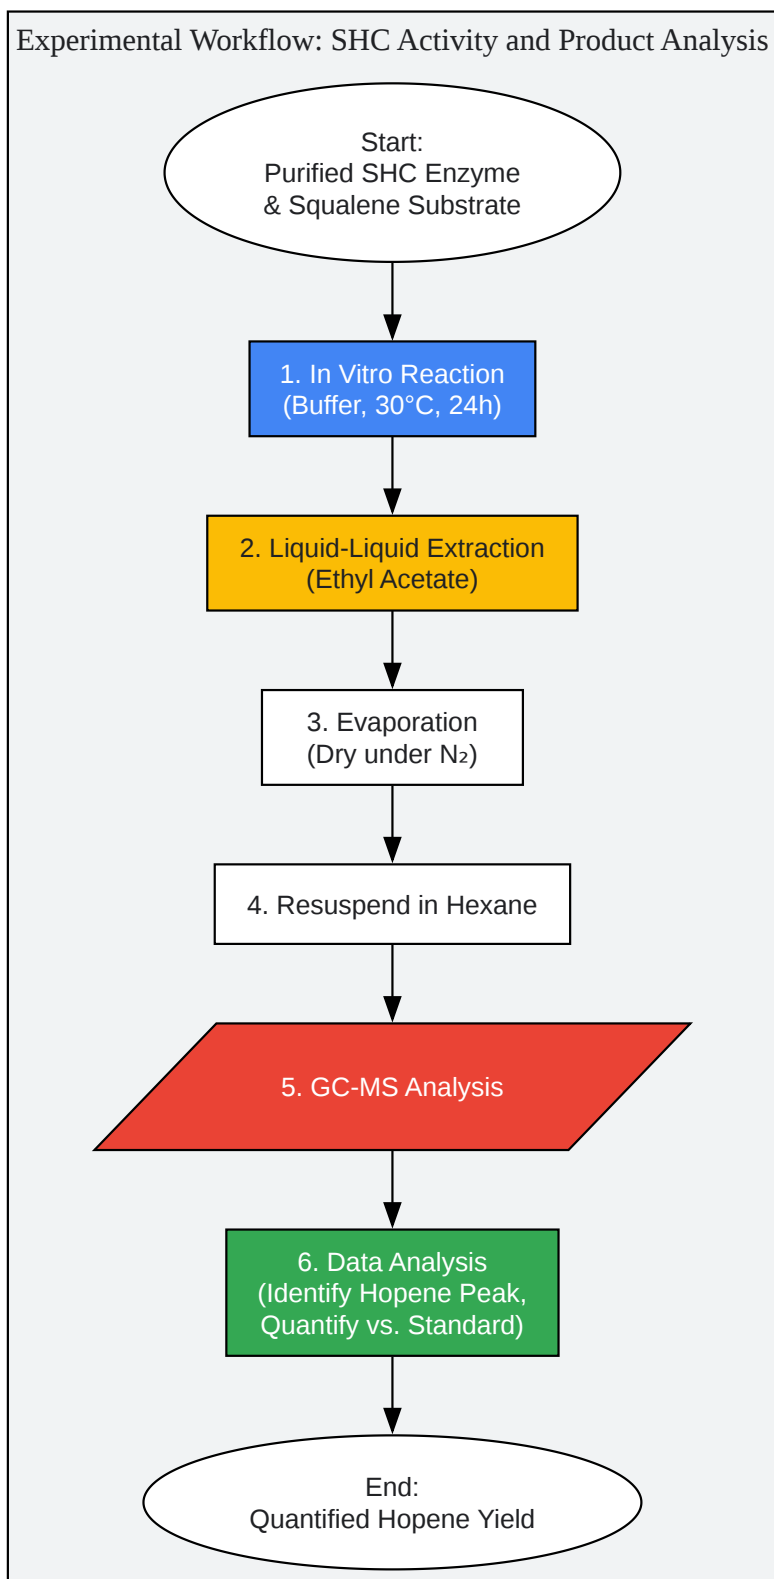 Experimental Workflow: SHC Activity and Product Analysis
Start:
Purified SHC Enzyme
& Squalene Substrate
1. In Vitro Reaction
(Buffer, 30°C, 24h)
2. Liquid-Liquid Extraction
(Ethyl Acetate)
3. Evaporation
(Dry under N₂)
4. Resuspend in Hexane
5. GC-MS Analysis
6. Data Analysis
(Identify Hopene Peak,
Quantify vs. Standard)
End:
Quantified Hopene Yield